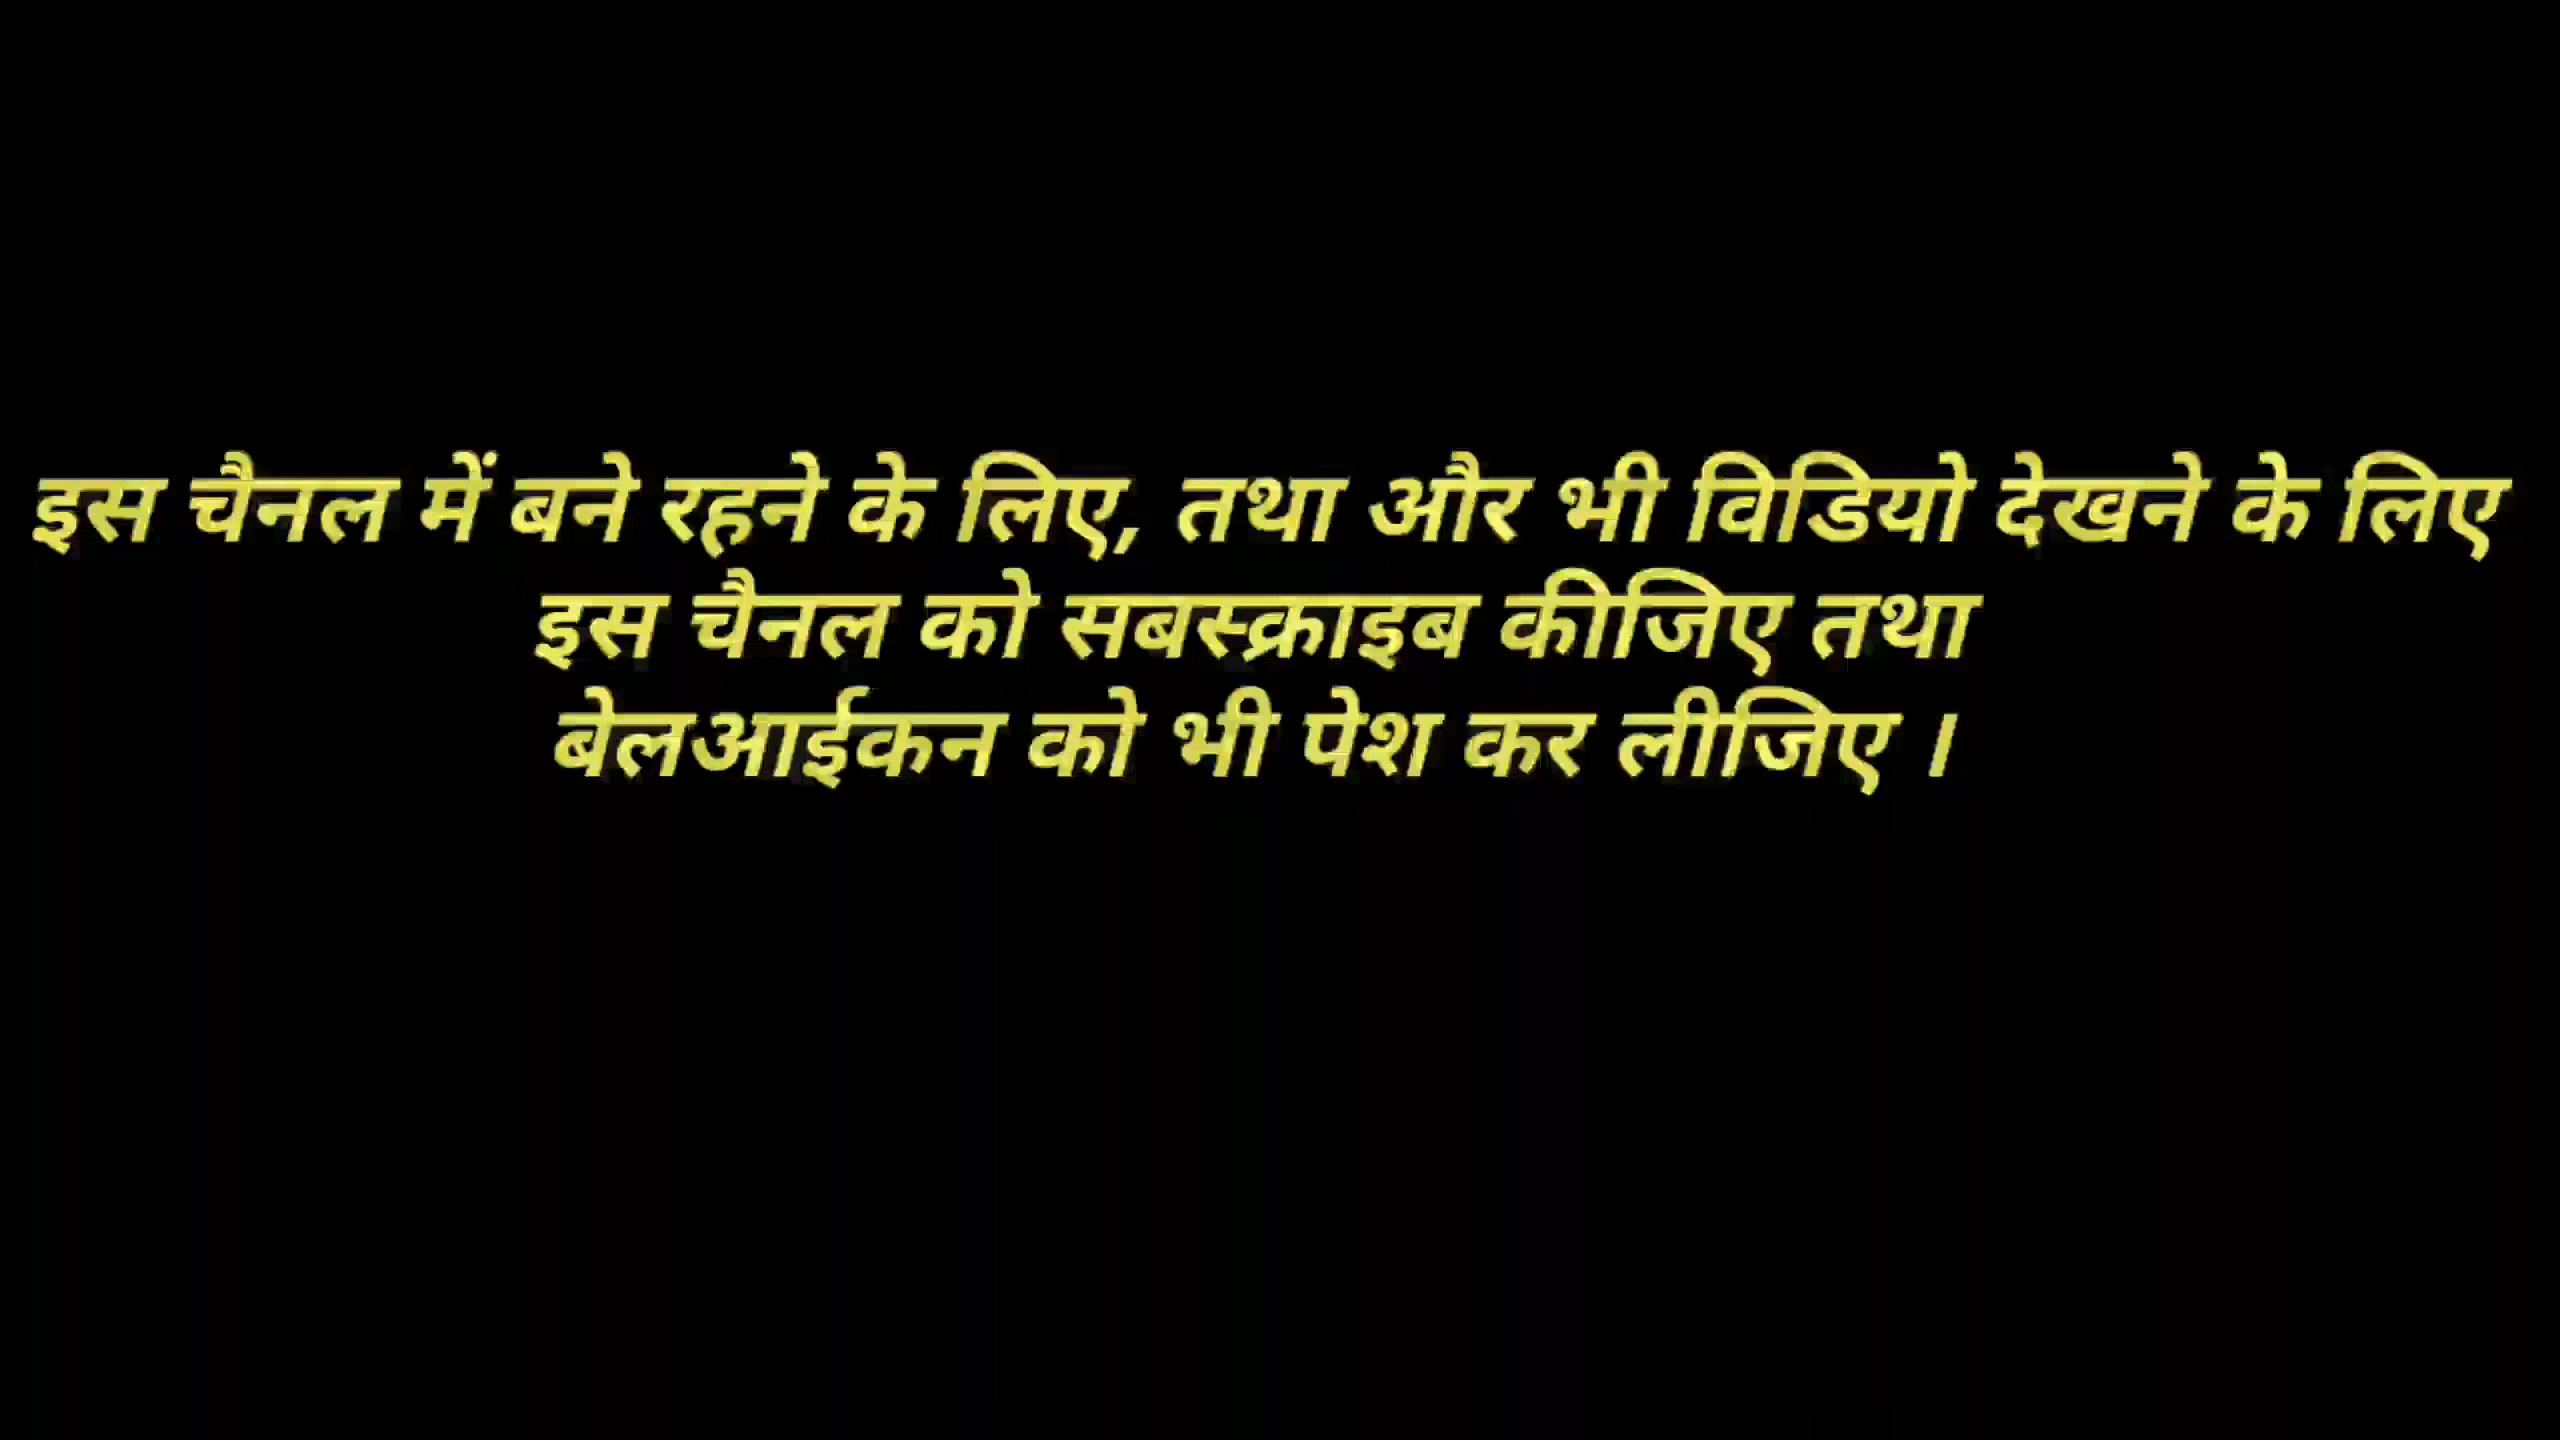 इस चैनल में बने रहने के लिए, तथा और भी विडियो देखने के लिए
इस चैनल को सबस्क्राइब कीजिए तथा
बेलआईकन को भी पेश कर लीजिए ।